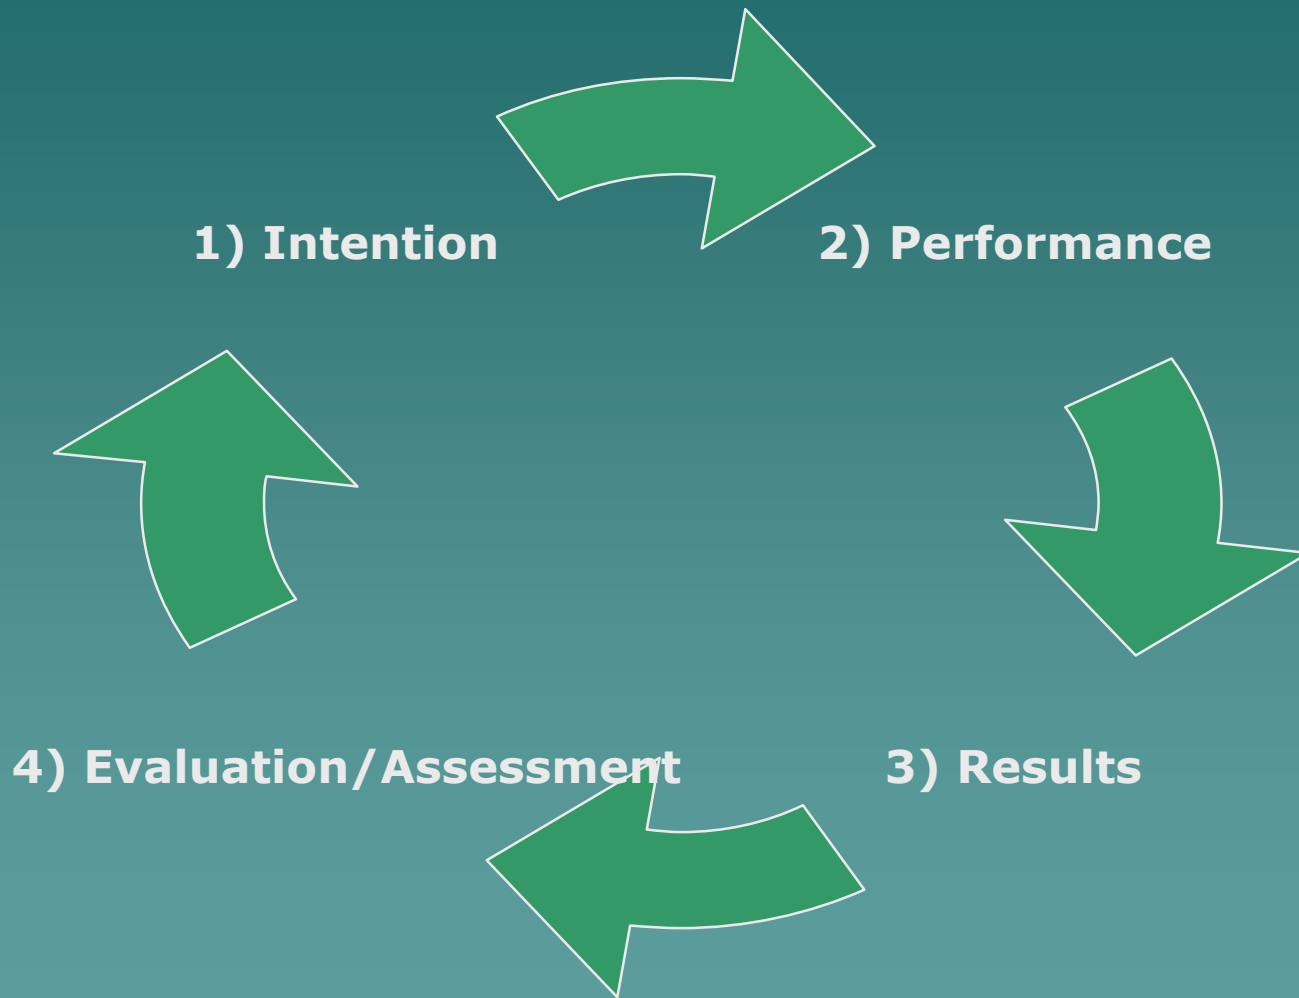 1) Intention
2) Performance
4) Evaluation/Assessment
3) Results